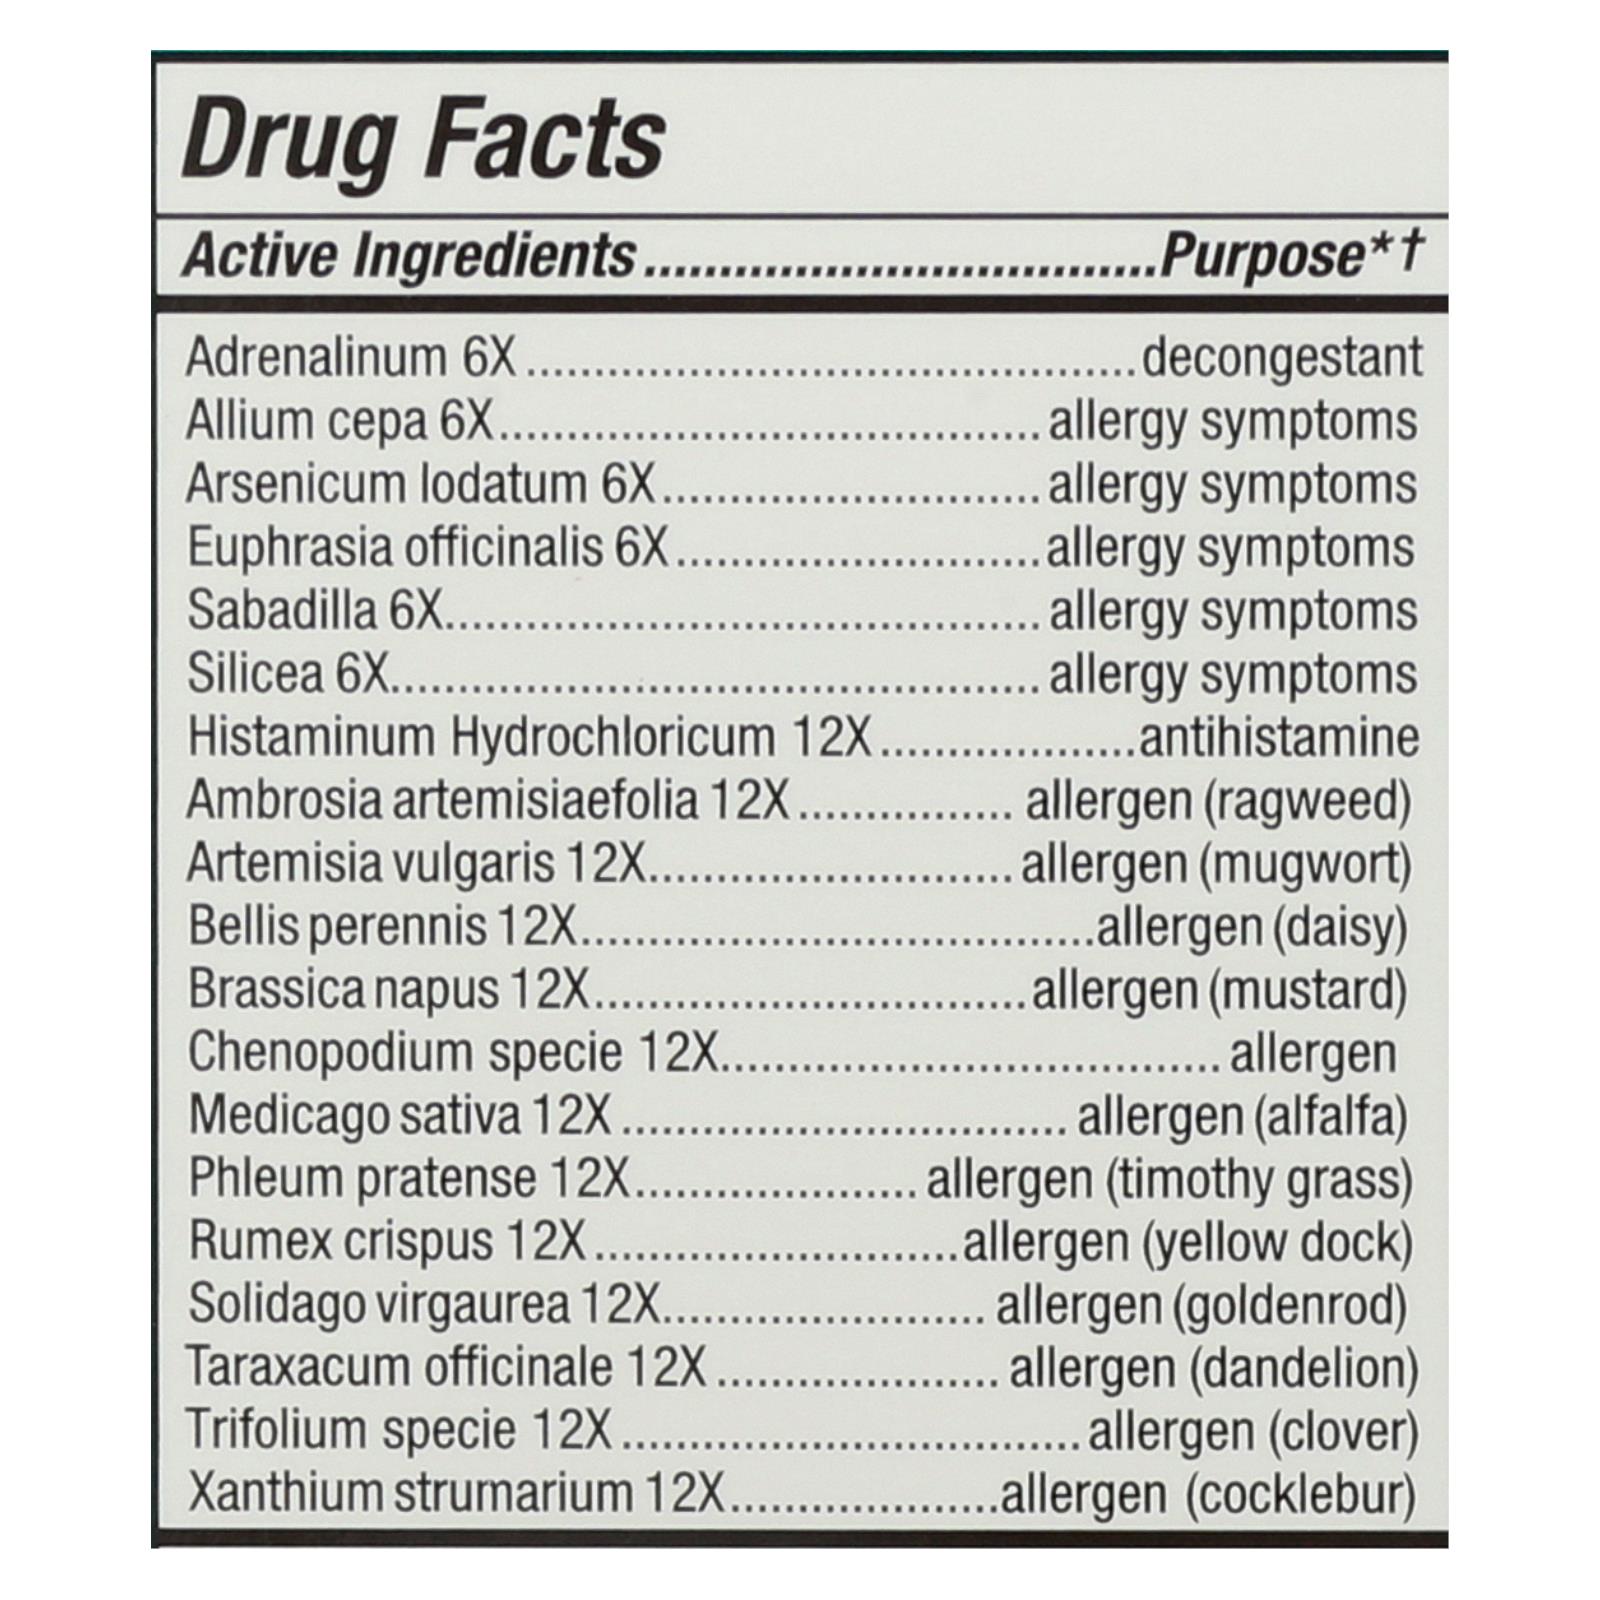 Drug Facts
Active Ingredients..................................Purpose*†
Adrenalinum 6X.............................................decongestant
Allium cepa 6X........................................allergy symptoms
Arsenicum Iodatum 6X............................allergy symptoms
Euphrasia officinalis 6X...........................allergy symptoms
Sabadilla 6X............................................allergy symptoms
Silicea 6X................................................allergy symptoms
Histaminum Hydrochloricum 12X...................antihistamine
Ambrosia artemisiaefolia 12X................ allergen (ragweed)
Artemisia vulgaris 12X........................... allergen (mugwort)
Bellis perennis 12X......................................allergen (daisy)
Brassica napus 12X................................allergen (mustard)
Chenopodium specie 12X..................................... allergen
Medicago sativa 12X................................. allergen (alfalfa)
Phleum pratense 12X..................... allergen (timothy grass)
Rumex crispus 12X...........................allergen (yellow dock)
Solidago virgaurea 12X........................ allergen (goldenrod)
Taraxacum officinale 12X..................... allergen (dandelion)
Trifolium specie 12X..................................allergen (clover)
Xanthium strumarium 12X....................allergen (cocklebur)